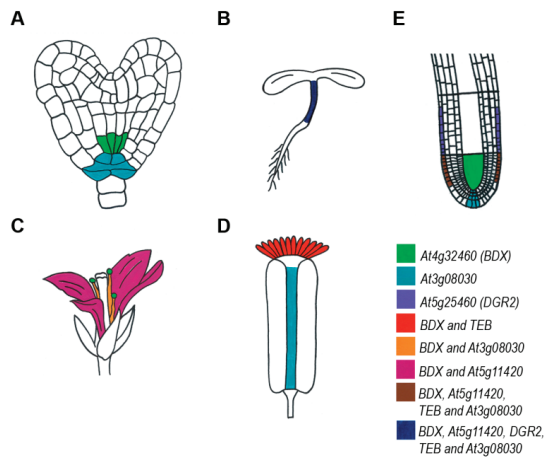 A
B
E
C
D
At4g32460 (BDX)
At3g08030
At5g25460 (DGR2)
BDX and TEB
BDX and At3g08030
BDX and At5g11420
BDX, At5g11420,
TEB and At3g08030
BDX, At5g11420, DGR2,
TEB and At3g08030